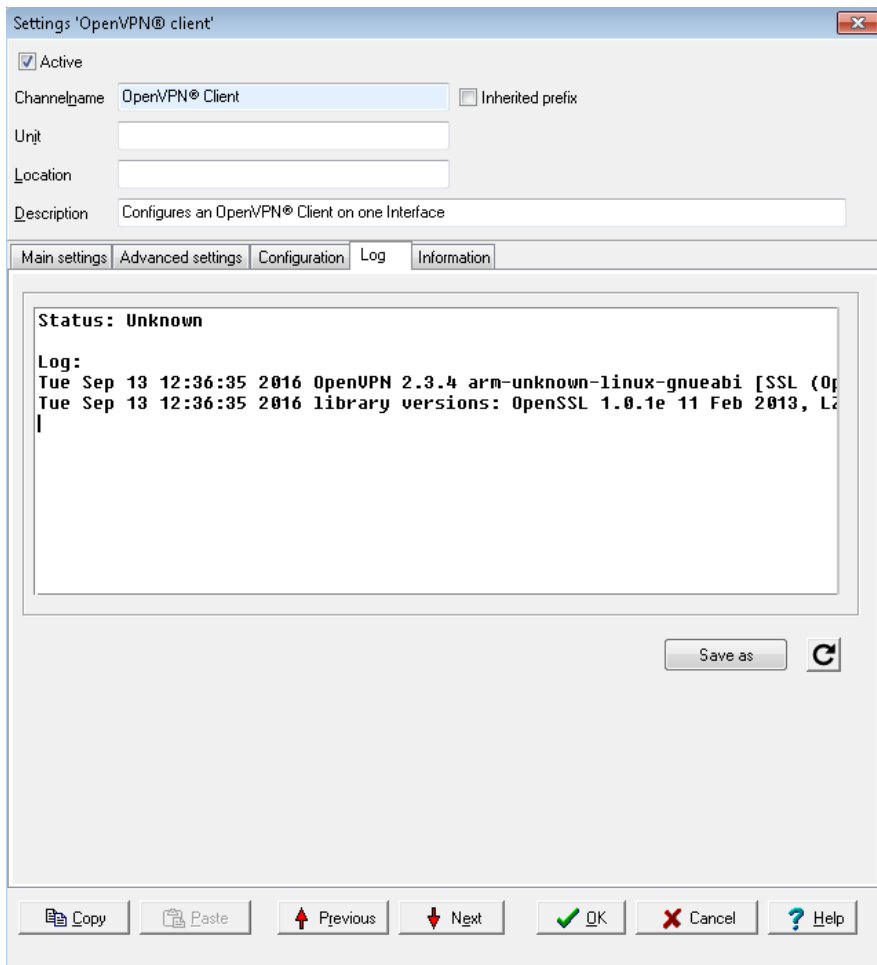 Settings 'OpenVPN® client'
Active
Channelname OpenVPN® Client Inherited prefix
Unit
Location
Description Configures an OpenVPN® Client on one Interface
Main settings Advanced settings Configuration Log Information
Status: Unknown
Log:
Tue Sep 13 12:36:35 2016 OpenVPN 2.3.4 arm-unknown-linux-gnueabi [SSL (Op
Tue Sep 13 12:36:35 2016 library versions: OpenSSL 1.0.1e 11 Feb 2013, LZ
Save as
Copy Paste Previous Next OK Cancel Help